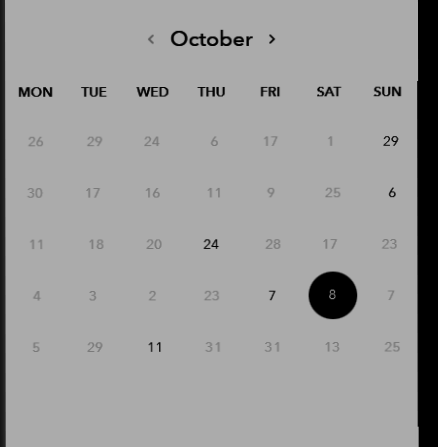 < October >
MON TUE WED THU FRI SAT SUN
26 29 24 6 17 1 29
30 17 16 11 9 25 6
11 18 20 24 28 17 23
4 3 2 23 7 8 7
5 29 11 31 31 13 25